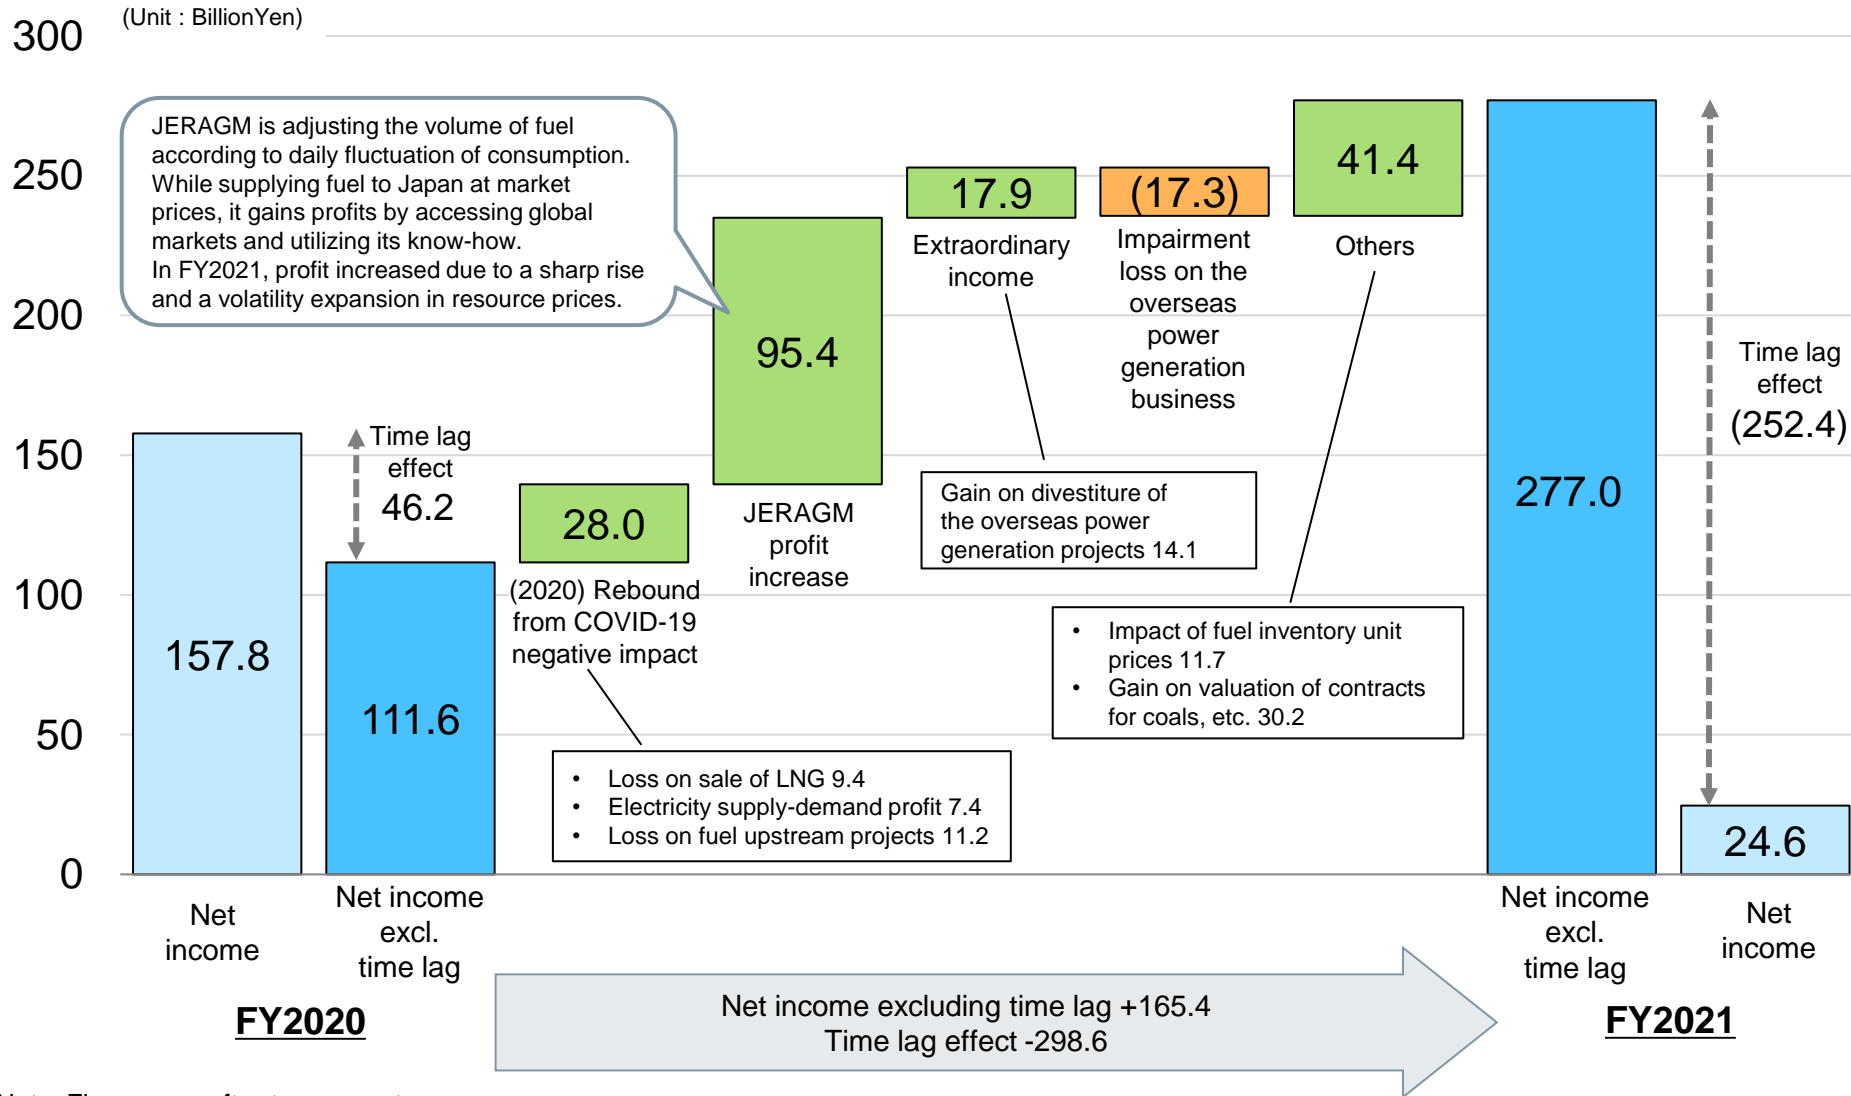 (Unit : BillionYen)
300
250
200
150
100
50
0
JERAGM is adjusting the volume of fuel
according to daily fluctuation of consumption.
While supplying fuel to Japan at market
prices, it gains profits by accessing global
markets and utilizing its know-how.
In FY2021, profit increased due to a sharp rise
and a volatility expansion in resource prices.
157.8
Net
income
111.6
Net income
excl.
time lag
Time lag
effect
46.2
28.0
(2020) Rebound
from COVID-19
negative impact
• Loss on sale of LNG 9.4
• Electricity supply-demand profit 7.4
• Loss on fuel upstream projects 11.2
95.4
JERAGM
profit
increase
17.9
Extraordinary
income
Gain on divestiture of
the overseas power
generation projects 14.1
(17.3)
Impairment
loss on the
overseas
power
generation
business
41.4
Others
• Impact of fuel inventory unit
prices 11.7
• Gain on valuation of contracts
for coals, etc. 30.2
277.0
Net income
excl.
time lag
Time lag
effect
(252.4)
24.6
Net
income
FY2020
Net income excluding time lag +165.4
Time lag effect -298.6
FY2021